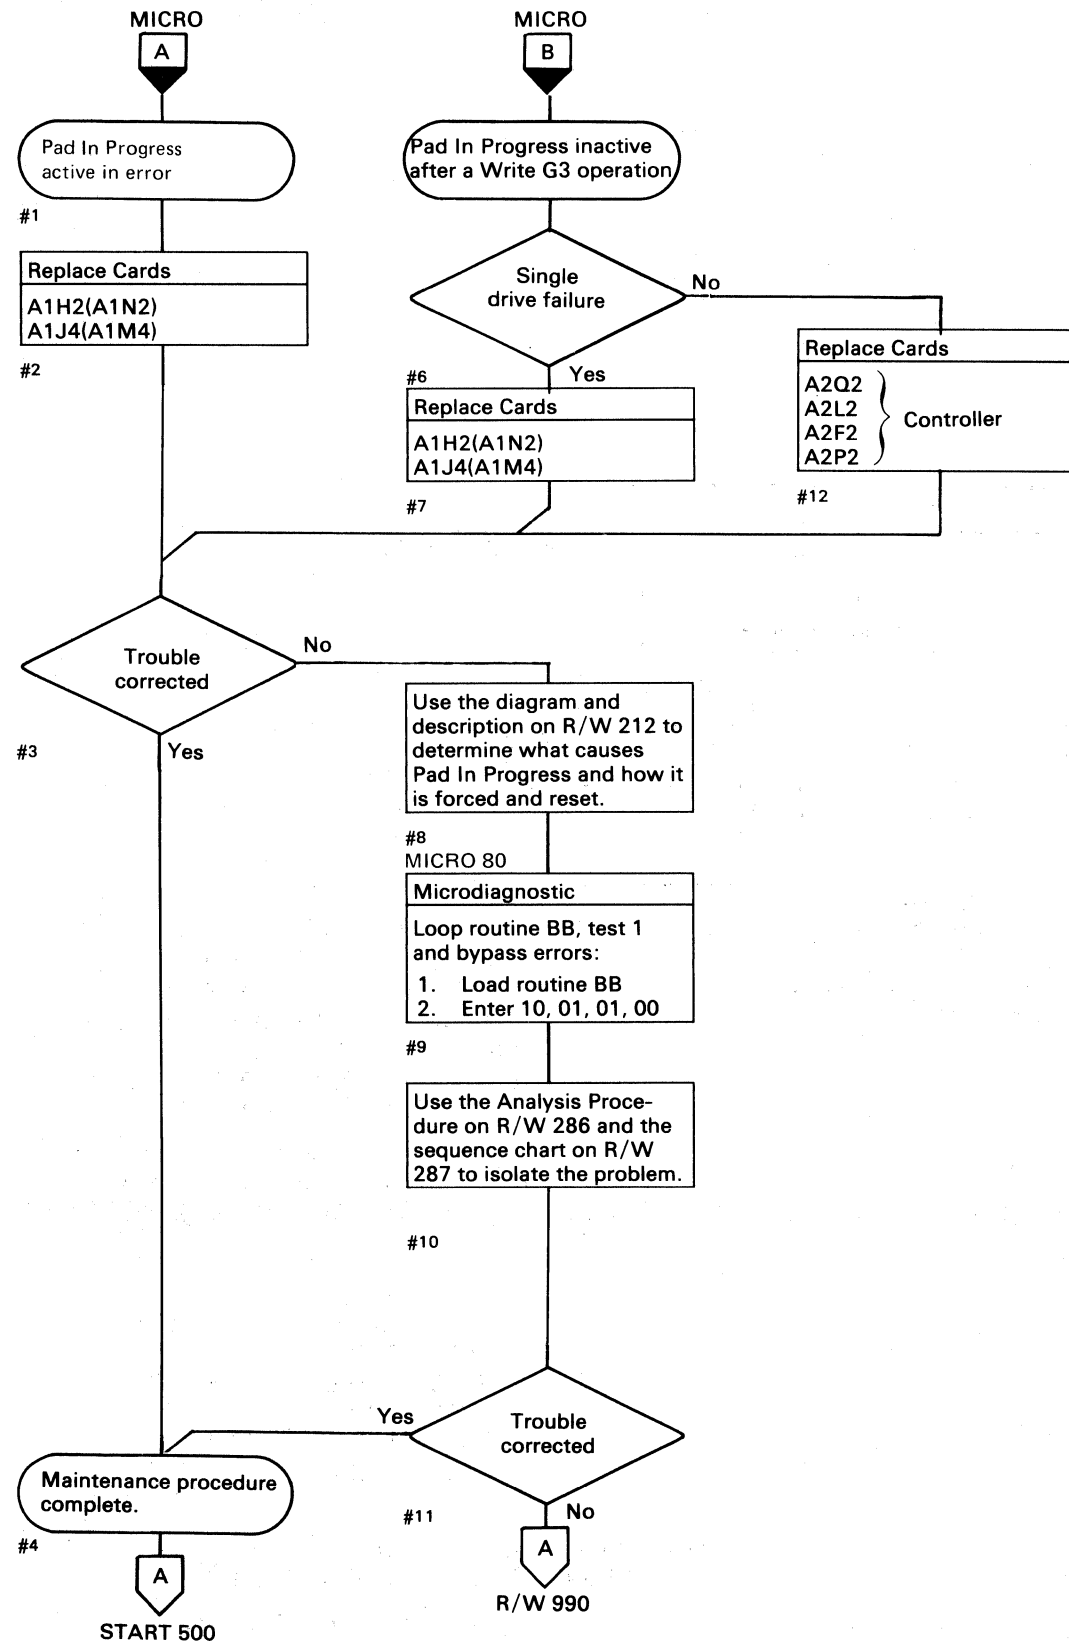 MICRO
A
Pad In Progress
active in error
#1
Replace Cards
A1H2(A1N2)
A1J4(A1M4)
#2
MICRO
B
Pad In Progress inactive
after a Write G3 operation
Single
drive failure
No
Yes
#6
Replace Cards
A1H2(A1N2)
A1J4(A1M4)
#7
Replace Cards
A2Q2
A2L2
A2F2
A2P2
Controller
#12
Trouble
corrected
No
Yes
#3
Use the diagram and
description on R/W 212 to
determine what causes
Pad In Progress and how it
is forced and reset.
#8
MICRO 80
Microdiagnostic
Loop routine BB, test 1
and bypass errors:
1. Load routine BB
2. Enter 10, 01, 01, 00
#9
Use the Analysis Proce-
dure on R/W 286 and the
sequence chart on R/W
287 to isolate the problem.
#10
Yes
Trouble
corrected
#11
No
A
R/W 990
Maintenance procedure
complete.
#4
A
START 500